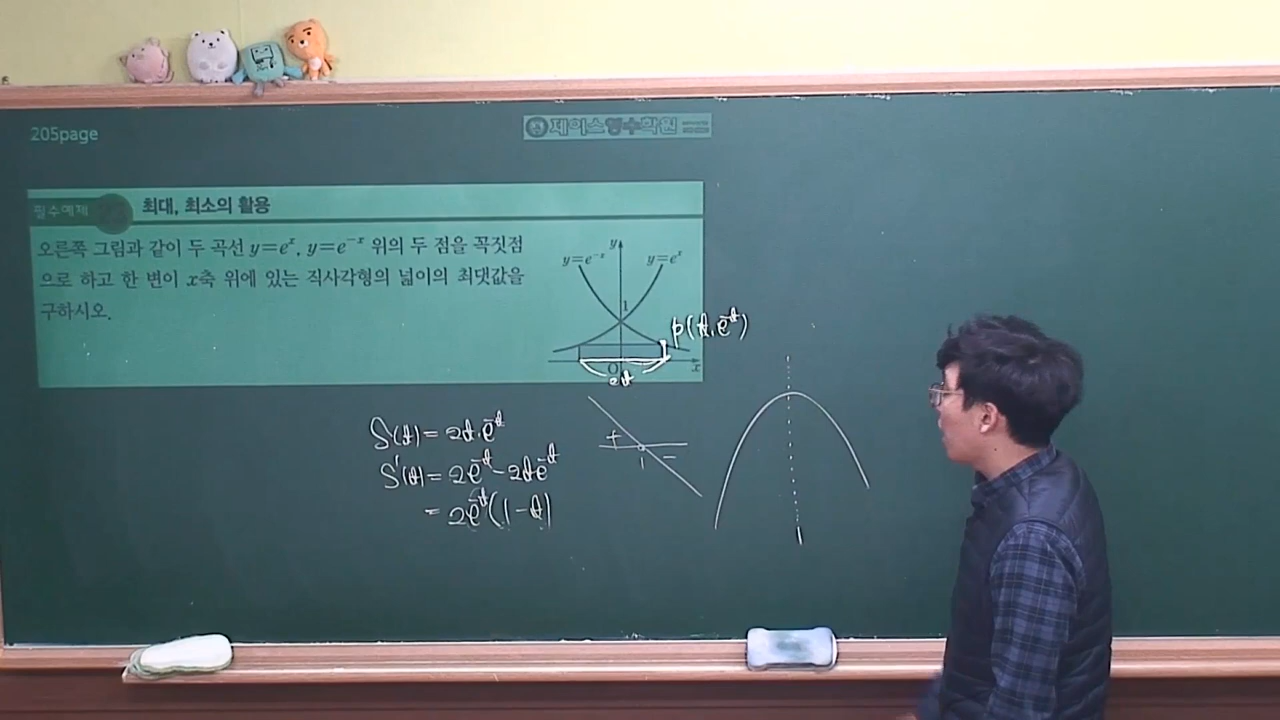 205page
제이스영수학원
필수예제
최대, 최소의 활용
오른쪽 그림과 같이 두 곡선 y=eˣ, y=e⁻ˣ 위의 두 점을 꼭짓점
으로 하고 한 변이 x축 위에 있는 직사각형의 넓이의 최댓값을
구하시오.
y
y=e⁻ˣ
y=eˣ
1
P(t, e⁻ᵗ)
O
x
2t
S(t) = 2t·e⁻ᵗ
S'(t) = 2e⁻ᵗ - 2te⁻ᵗ
= 2e⁻ᵗ(1-t)
+
1
-
1